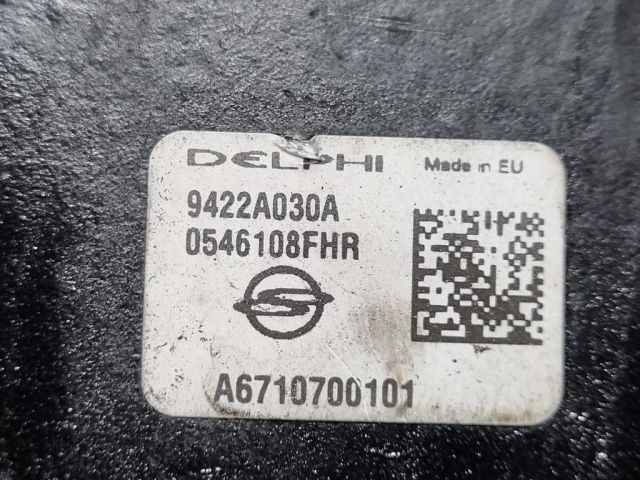 DELPHI Made in EU
9422A030A
0546108FHR
A6710700101